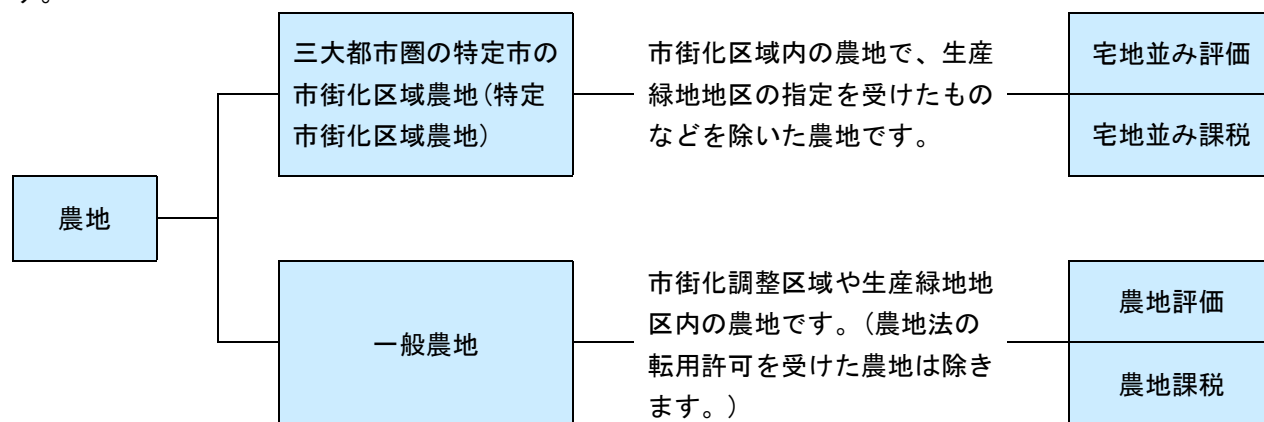 す。
三大都市圏の特定市の
市街化区域農地(特定
市街化区域農地)
市街化区域内の農地で、生産
緑地地区の指定を受けたもの
などを除いた農地です。
宅地並み評価
宅地並み課税
農地
一般農地
市街化調整区域や生産緑地地
区内の農地です。(農地法の
転用許可を受けた農地は除き
ます。)
農地評価
農地課税